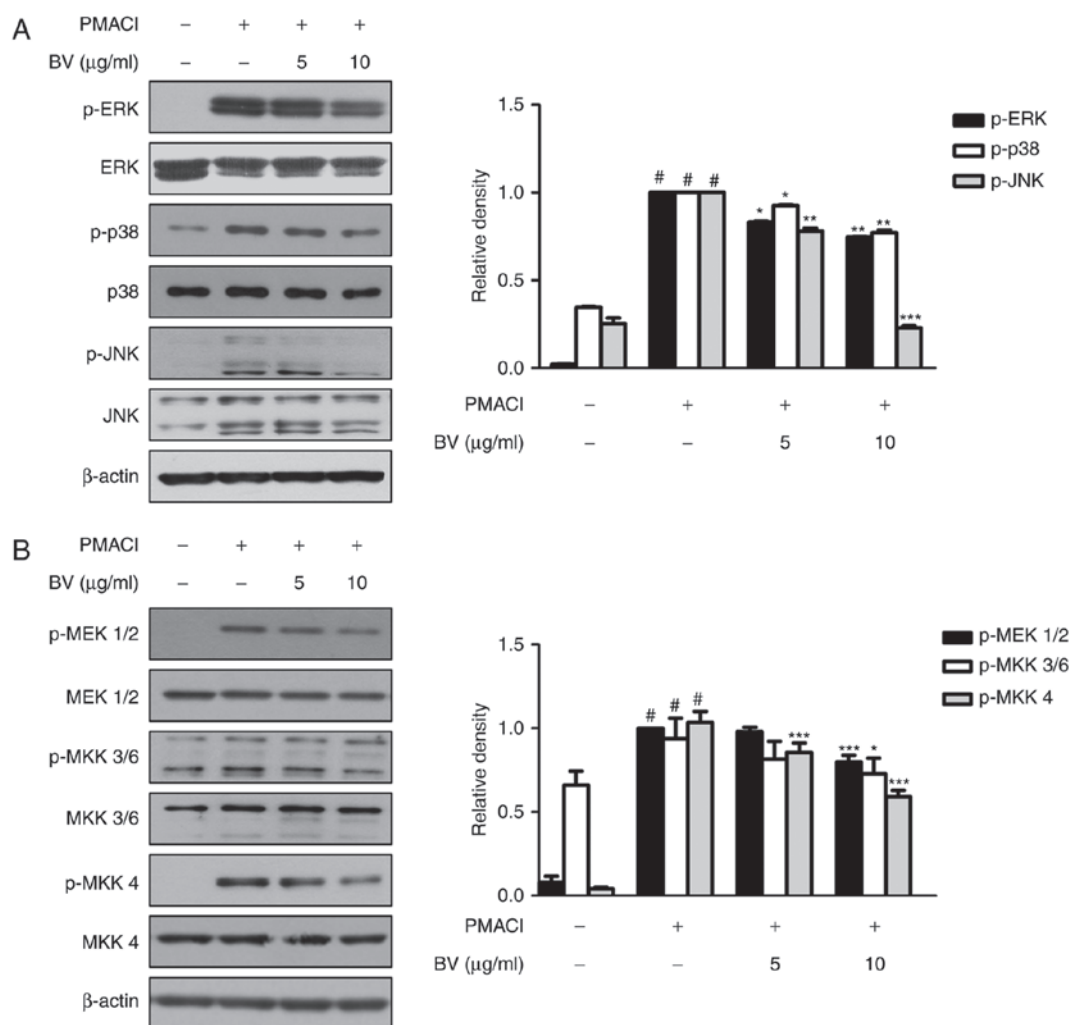 A
PMACI – + + +
BV (μg/ml) – – 5 10
p-ERK
ERK
p-p38
p38
p-JNK
JNK
β-actin
1.5
1.0
0.5
0.0
Relative density
# # #
* * **
** ** ***
PMACI – + + +
BV (μg/ml) – – 5 10
p-ERK
p-p38
p-JNK
B
PMACI – + + +
BV (μg/ml) – – 5 10
p-MEK 1/2
MEK 1/2
p-MKK 3/6
MKK 3/6
p-MKK 4
MKK 4
β-actin
1.5
1.0
0.5
0.0
Relative density
# # #
***
*** * ***
PMACI – + + +
BV (μg/ml) – – 5 10
p-MEK 1/2
p-MKK 3/6
p-MKK 4